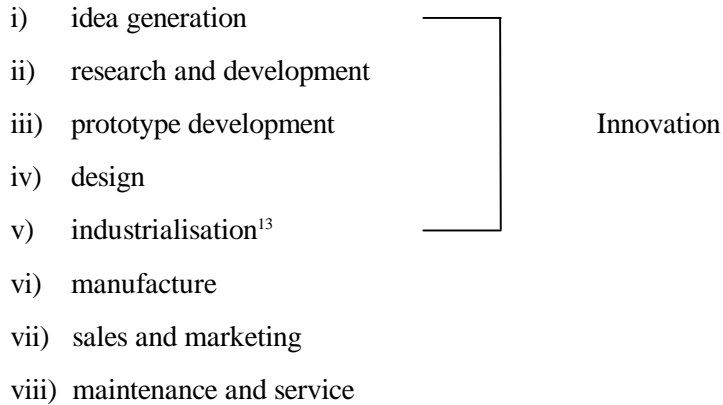 i) idea generation
ii) research and development
iii) prototype development Innovation
iv) design
v) industrialisation¹³
vi) manufacture
vii) sales and marketing
viii) maintenance and service